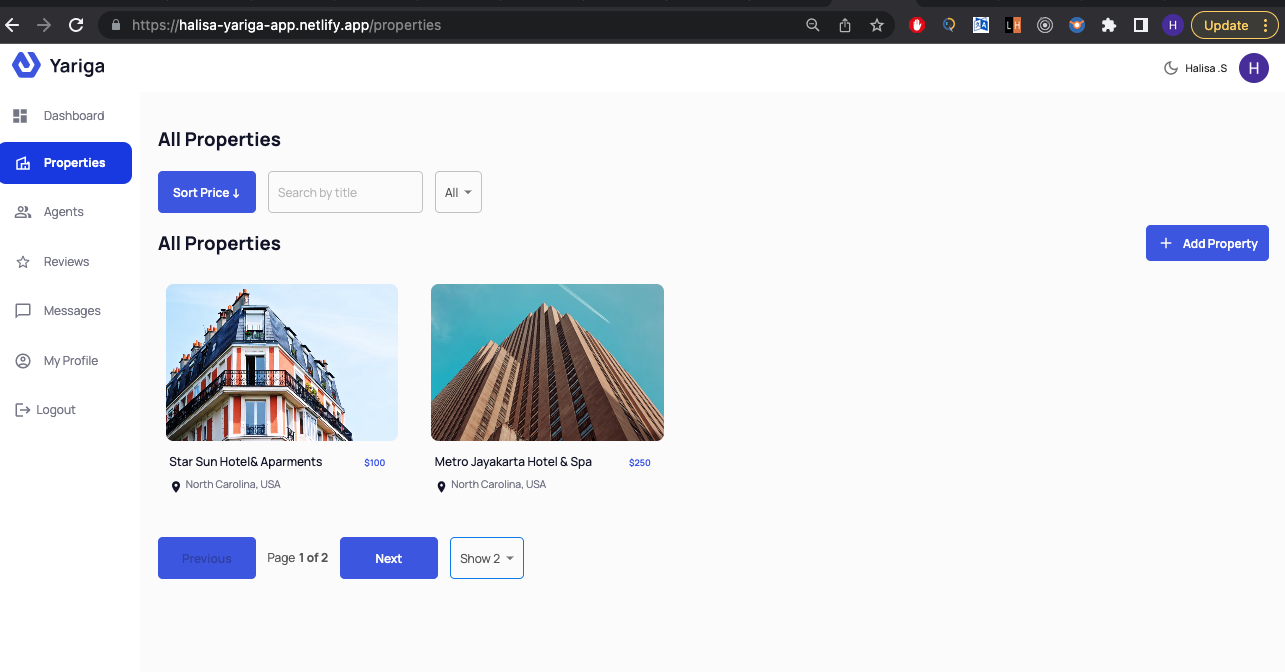 https://halisa-yariga-app.netlify.app/properties
L H
H
Update
Yariga
Halisa .S
H
Dashboard
Properties
Agents
Reviews
Messages
My Profile
Logout
All Properties
Sort Price ↓
Search by title
All
All Properties
+ Add Property
Star Sun Hotel& Aparments
$100
North Carolina, USA
Metro Jayakarta Hotel & Spa
$250
North Carolina, USA
Previous
Page 1 of 2
Next
Show 2